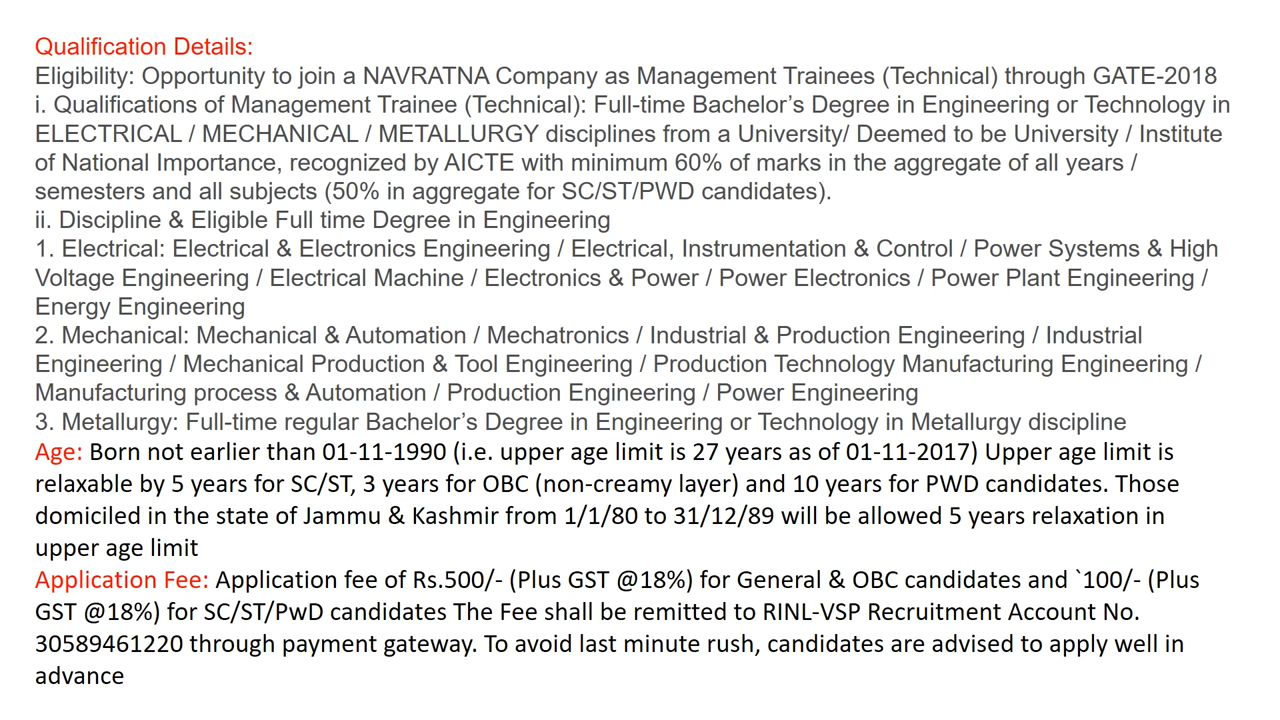 Qualification Details:
Eligibility: Opportunity to join a NAVRATNA Company as Management Trainees (Technical) through GATE-2018
i. Qualifications of Management Trainee (Technical): Full-time Bachelor’s Degree in Engineering or Technology in
ELECTRICAL / MECHANICAL / METALLURGY disciplines from a University/ Deemed to be University / Institute
of National Importance, recognized by AICTE with minimum 60% of marks in the aggregate of all years /
semesters and all subjects (50% in aggregate for SC/ST/PWD candidates).
ii. Discipline & Eligible Full time Degree in Engineering
1. Electrical: Electrical & Electronics Engineering / Electrical, Instrumentation & Control / Power Systems & High
Voltage Engineering / Electrical Machine / Electronics & Power / Power Electronics / Power Plant Engineering /
Energy Engineering
2. Mechanical: Mechanical & Automation / Mechatronics / Industrial & Production Engineering / Industrial
Engineering / Mechanical Production & Tool Engineering / Production Technology Manufacturing Engineering /
Manufacturing process & Automation / Production Engineering / Power Engineering
3. Metallurgy: Full-time regular Bachelor’s Degree in Engineering or Technology in Metallurgy discipline
Age: Born not earlier than 01-11-1990 (i.e. upper age limit is 27 years as of 01-11-2017) Upper age limit is
relaxable by 5 years for SC/ST, 3 years for OBC (non-creamy layer) and 10 years for PWD candidates. Those
domiciled in the state of Jammu & Kashmir from 1/1/80 to 31/12/89 will be allowed 5 years relaxation in
upper age limit
Application Fee: Application fee of Rs.500/- (Plus GST @18%) for General & OBC candidates and `100/- (Plus
GST @18%) for SC/ST/PwD candidates The Fee shall be remitted to RINL-VSP Recruitment Account No.
30589461220 through payment gateway. To avoid last minute rush, candidates are advised to apply well in
advance